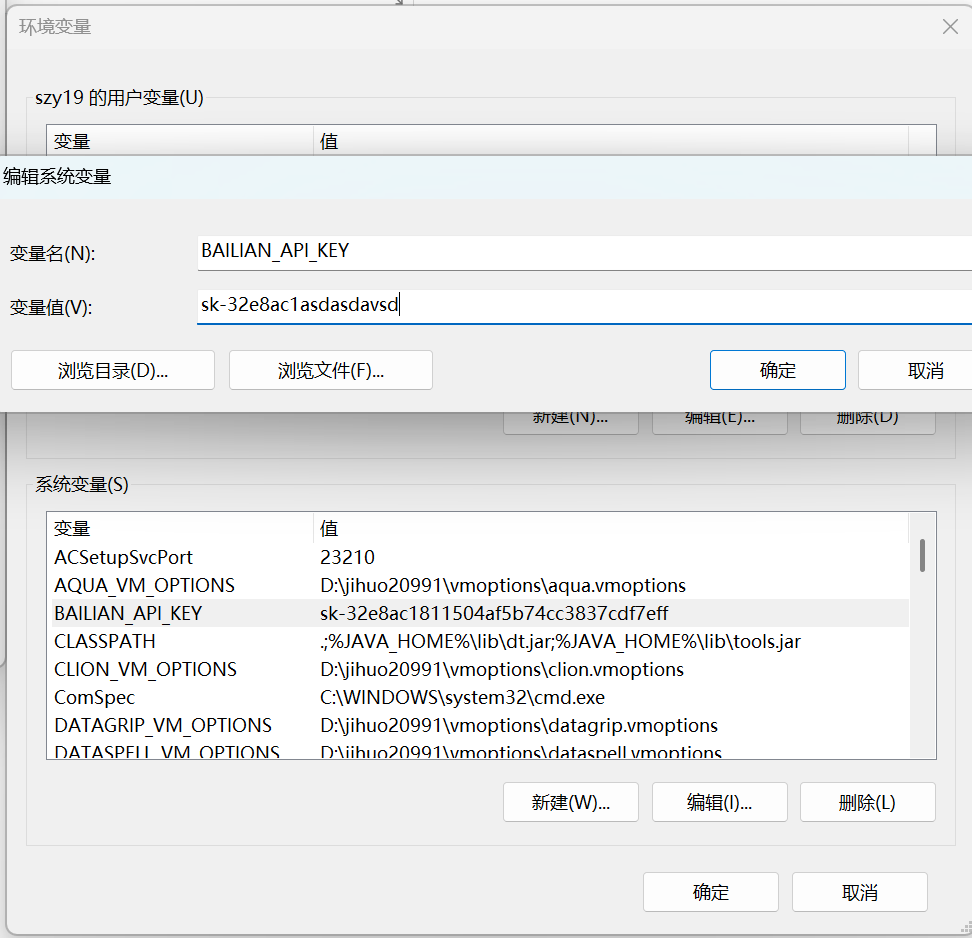 环境变量
szy19 的用户变量(U)
变量 值
编辑系统变量
变量名(N): BAILIAN_API_KEY
变量值(V): sk-32e8ac1asdasdavsd
浏览目录(D)... 浏览文件(F)... 确定 取消
新建(N)... 编辑(E)... 删除(D)
系统变量(S)
变量 值
ACSetupSvcPort 23210
AQUA_VM_OPTIONS D:\jihuo20991\vmoptions\aqua.vmoptions
BAILIAN_API_KEY sk-32e8ac1811504af5b74cc3837cdf7eff
CLASSPATH .;%JAVA_HOME%\lib\dt.jar;%JAVA_HOME%\lib\tools.jar
CLION_VM_OPTIONS D:\jihuo20991\vmoptions\clion.vmoptions
ComSpec C:\WINDOWS\system32\cmd.exe
DATAGRIP_VM_OPTIONS D:\jihuo20991\vmoptions\datagrip.vmoptions
DATASPELL_VM_OPTIONS D:\jihuo20991\vmoptions\dataspell.vmoptions
新建(W)... 编辑(I)... 删除(L)
确定 取消